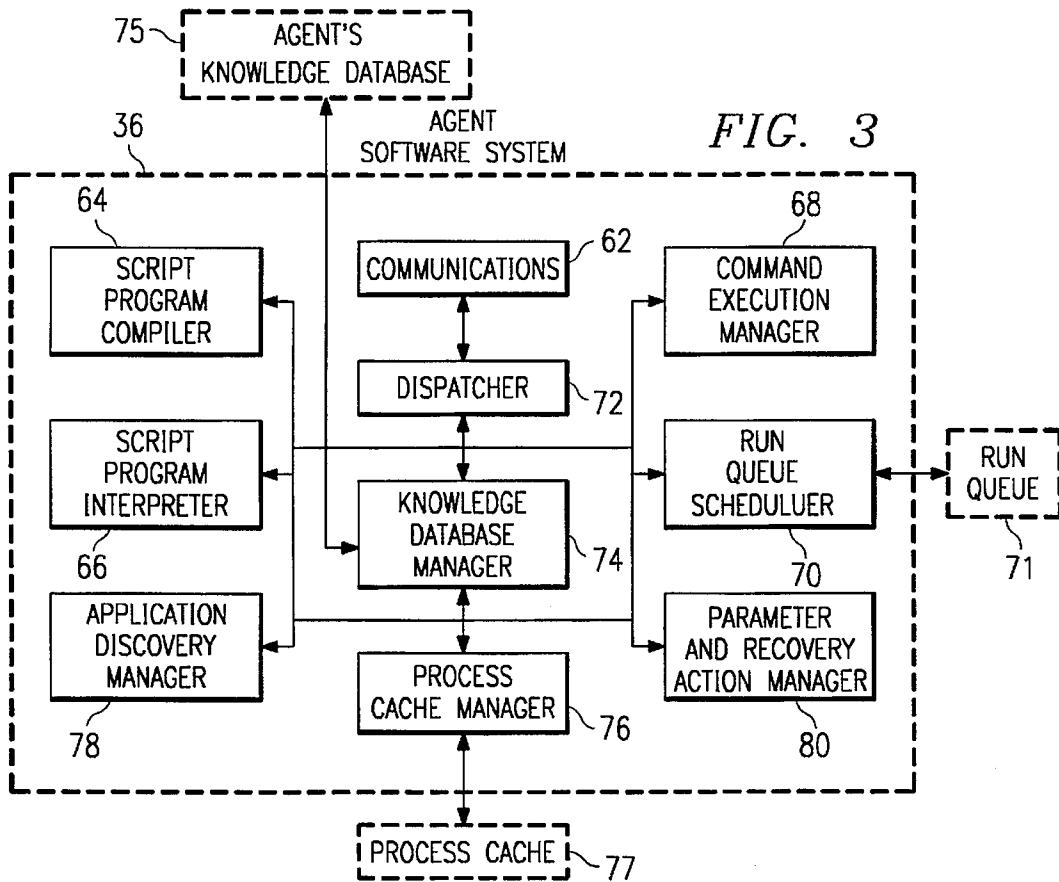 75
AGENT'S
KNOWLEDGE DATABASE
36
AGENT
SOFTWARE SYSTEM
FIG. 3
64
SCRIPT
PROGRAM
COMPILER
62
COMMUNICATIONS
68
COMMAND
EXECUTION
MANAGER
DISPATCHER
72
SCRIPT
PROGRAM
INTERPRETER
66
KNOWLEDGE
DATABASE
MANAGER
74
RUN
QUEUE
SCHEDULUER
70
RUN
QUEUE
71
APPLICATION
DISCOVERY
MANAGER
78
PROCESS
CACHE MANAGER
76
PARAMETER
AND RECOVERY
ACTION MANAGER
80
PROCESS CACHE
77